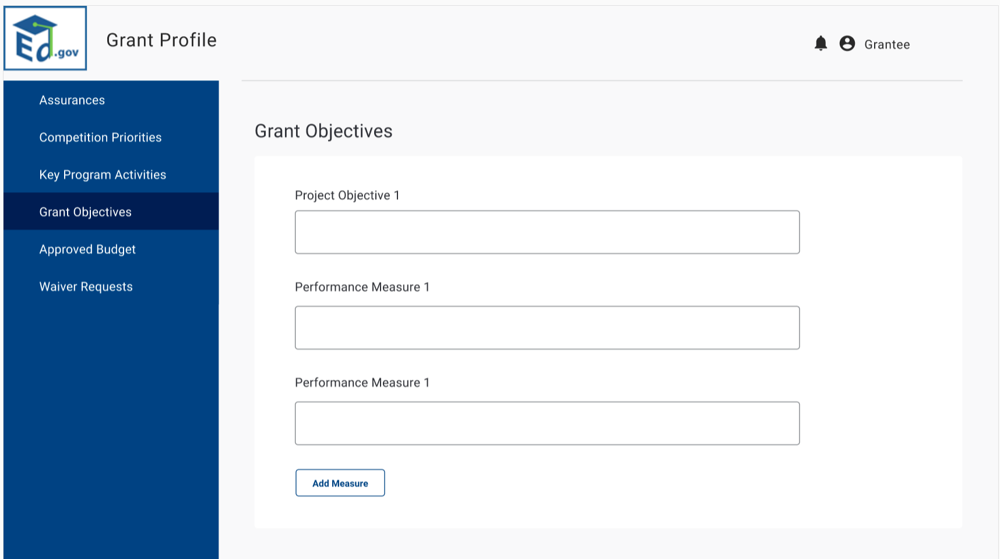 Ed.gov
Grant Profile
Grantee
Assurances
Competition Priorities
Key Program Activities
Grant Objectives
Approved Budget
Waiver Requests
Grant Objectives
Project Objective 1
Performance Measure 1
Performance Measure 1
Add Measure